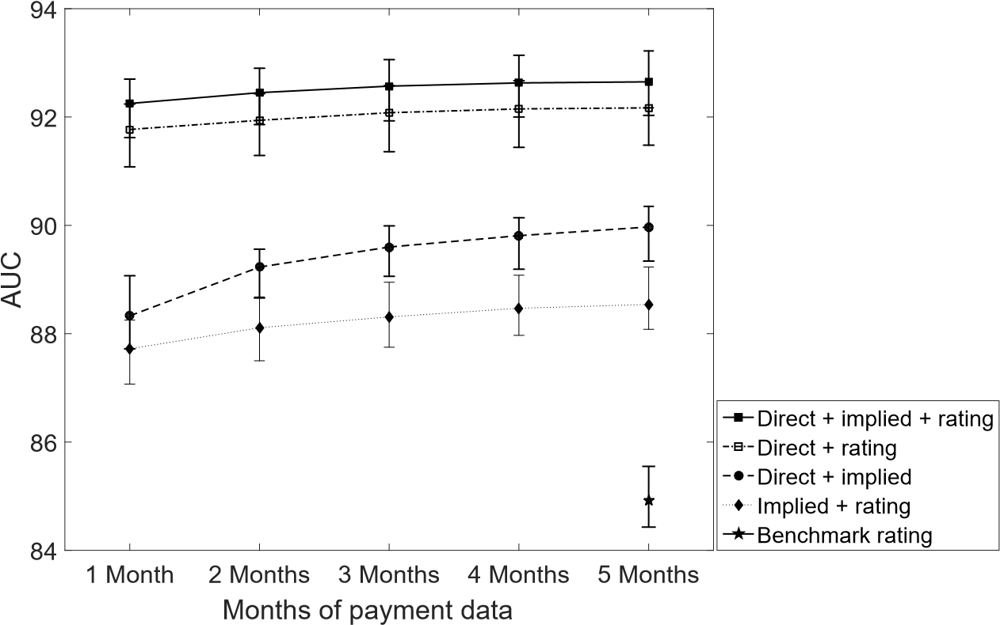 94
92
90
88
86
84
AUC
1 Month
2 Months
3 Months
4 Months
5 Months
Months of payment data
Direct + implied + rating
Direct + rating
Direct + implied
Implied + rating
Benchmark rating